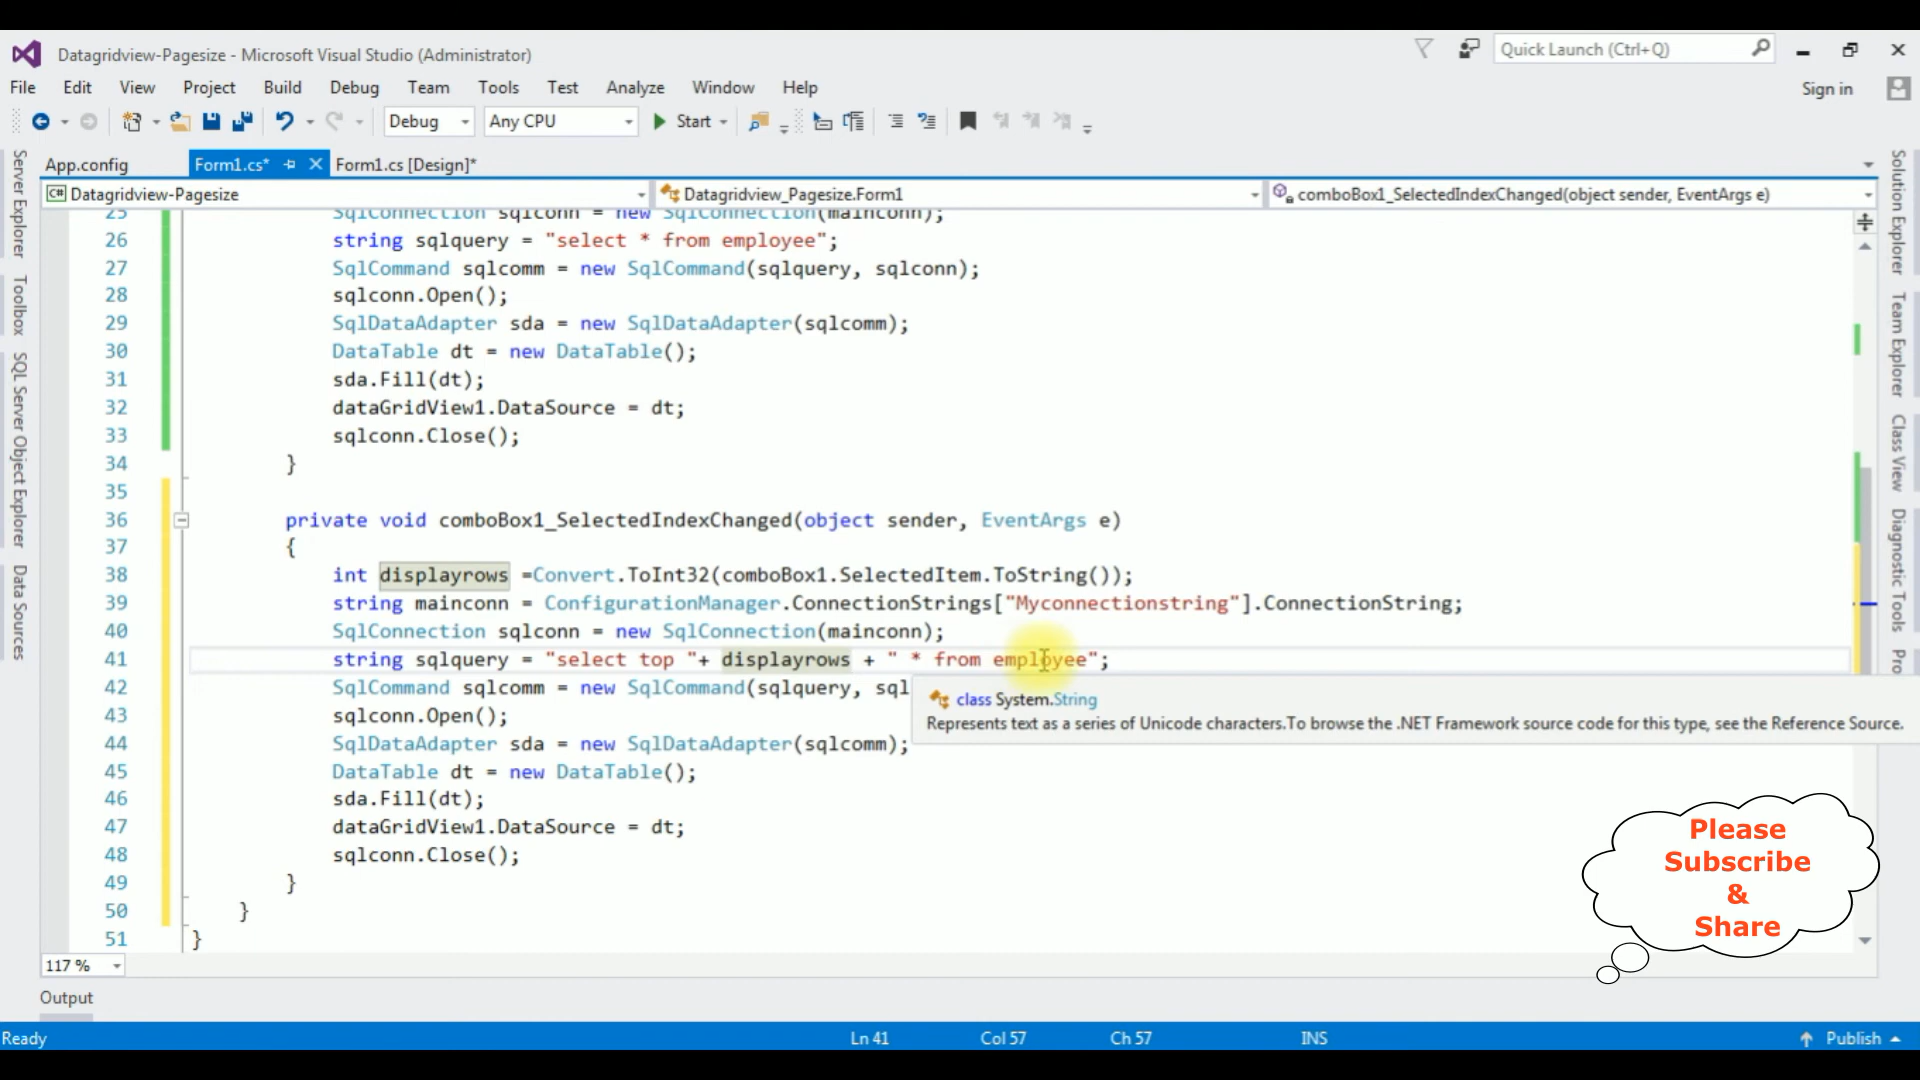 Datagridview-Pagesize - Microsoft Visual Studio (Administrator)
Quick Launch (Ctrl+Q)
File Edit View Project Build Debug Team Tools Test Analyze Window Help
Sign in
Debug Any CPU Start
App.config Form1.cs* Form1.cs [Design]*
C# Datagridview-Pagesize Datagridview_Pagesize.Form1 comboBox1_SelectedIndexChanged(object sender, EventArgs e)
25 SqlConnection sqlconn = new SqlConnection(mainconn);
26 string sqlquery = "select * from employee";
27 SqlCommand sqlcomm = new SqlCommand(sqlquery, sqlconn);
28 sqlconn.Open();
29 SqlDataAdapter sda = new SqlDataAdapter(sqlcomm);
30 DataTable dt = new DataTable();
31 sda.Fill(dt);
32 dataGridView1.DataSource = dt;
33 sqlconn.Close();
34 }
35
36 private void comboBox1_SelectedIndexChanged(object sender, EventArgs e)
37 {
38 int displayrows =Convert.ToInt32(comboBox1.SelectedItem.ToString());
39 string mainconn = ConfigurationManager.ConnectionStrings["Myconnectionstring"].ConnectionString;
40 SqlConnection sqlconn = new SqlConnection(mainconn);
41 string sqlquery = "select top "+ displayrows + " * from employee";
42 SqlCommand sqlcomm = new SqlCommand(sqlquery, sql
class System.String
Represents text as a series of Unicode characters.To browse the .NET Framework source code for this type, see the Reference Source.
43 sqlconn.Open();
44 SqlDataAdapter sda = new SqlDataAdapter(sqlcomm);
45 DataTable dt = new DataTable();
46 sda.Fill(dt);
47 dataGridView1.DataSource = dt;
48 sqlconn.Close();
49 }
50 }
51 }
117 %
Output
Ready Ln 41 Col 57 Ch 57 INS Publish
Server Explorer
Toolbox
SQL Server Object Explorer
Data Sources
Solution Explorer
Team Explorer
Class View
Diagnostic Tools
Pro
Please
Subscribe
&
Share